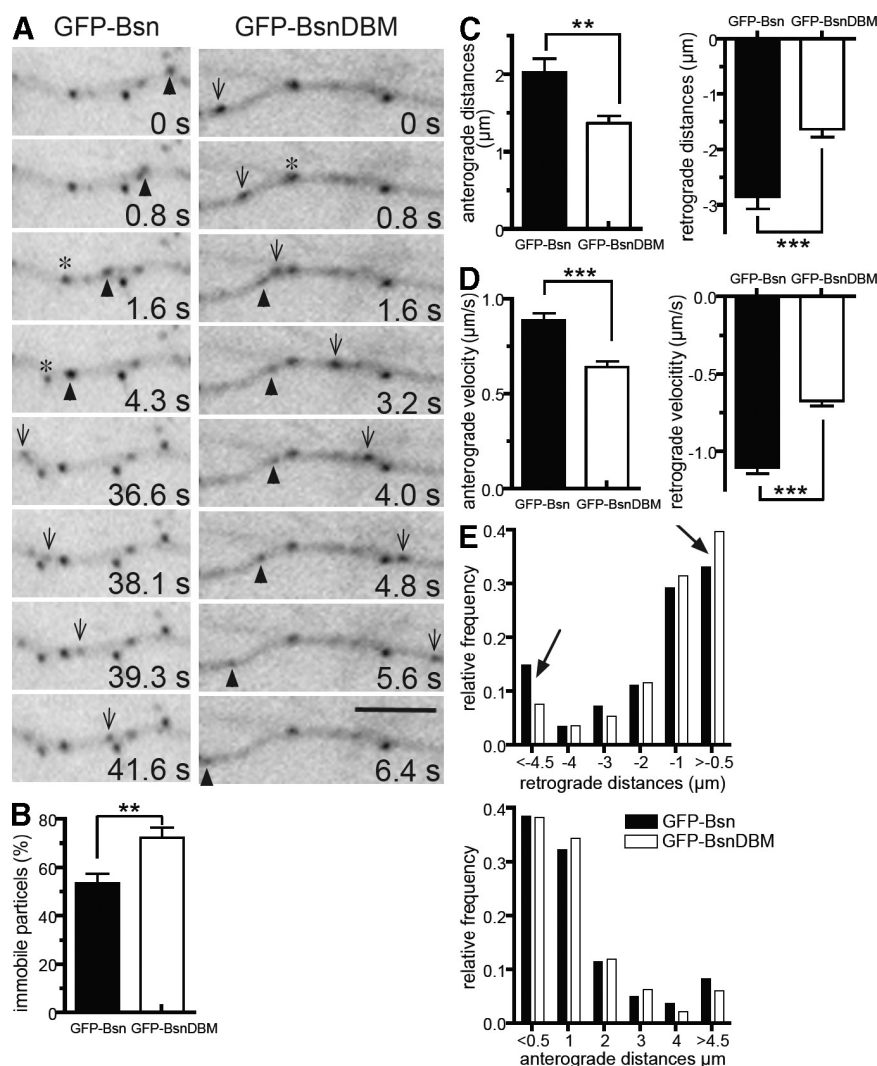 A
GFP-Bsn
GFP-BsnDBM
0 s
0.8 s
*
1.6 s
*
4.3 s
36.6 s
38.1 s
39.3 s
41.6 s
0 s
*
0.8 s
1.6 s
3.2 s
4.0 s
4.8 s
5.6 s
6.4 s
B
immobile particels (%)
80
60
40
20
0
**
GFP-Bsn GFP-BsnDBM
C
anterograde distances
(µm)
2
1
0
**
GFP-Bsn GFP-BsnDBM
retrograde distances (µm)
GFP-Bsn
GFP-BsnDBM
0
-1
-2
-3
***
D
anterograde velocity (µm/s)
1.0
0.5
0.0
***
GFP-Bsn GFP-BsnDBM
retrograde velocitity (µm/s)
GFP-Bsn
GFP-BsnDBM
0.0
-0.5
-1.0
***
E
relative frequency
0.4
0.3
0.2
0.1
0.0
<-4.5 -4 -3 -2 -1 >-0.5
retrograde distances (µm)
relative frequency
0.4
0.3
0.2
0.1
0.0
GFP-Bsn
GFP-BsnDBM
<0.5 1 2 3 4 >4.5
anterograde distances µm